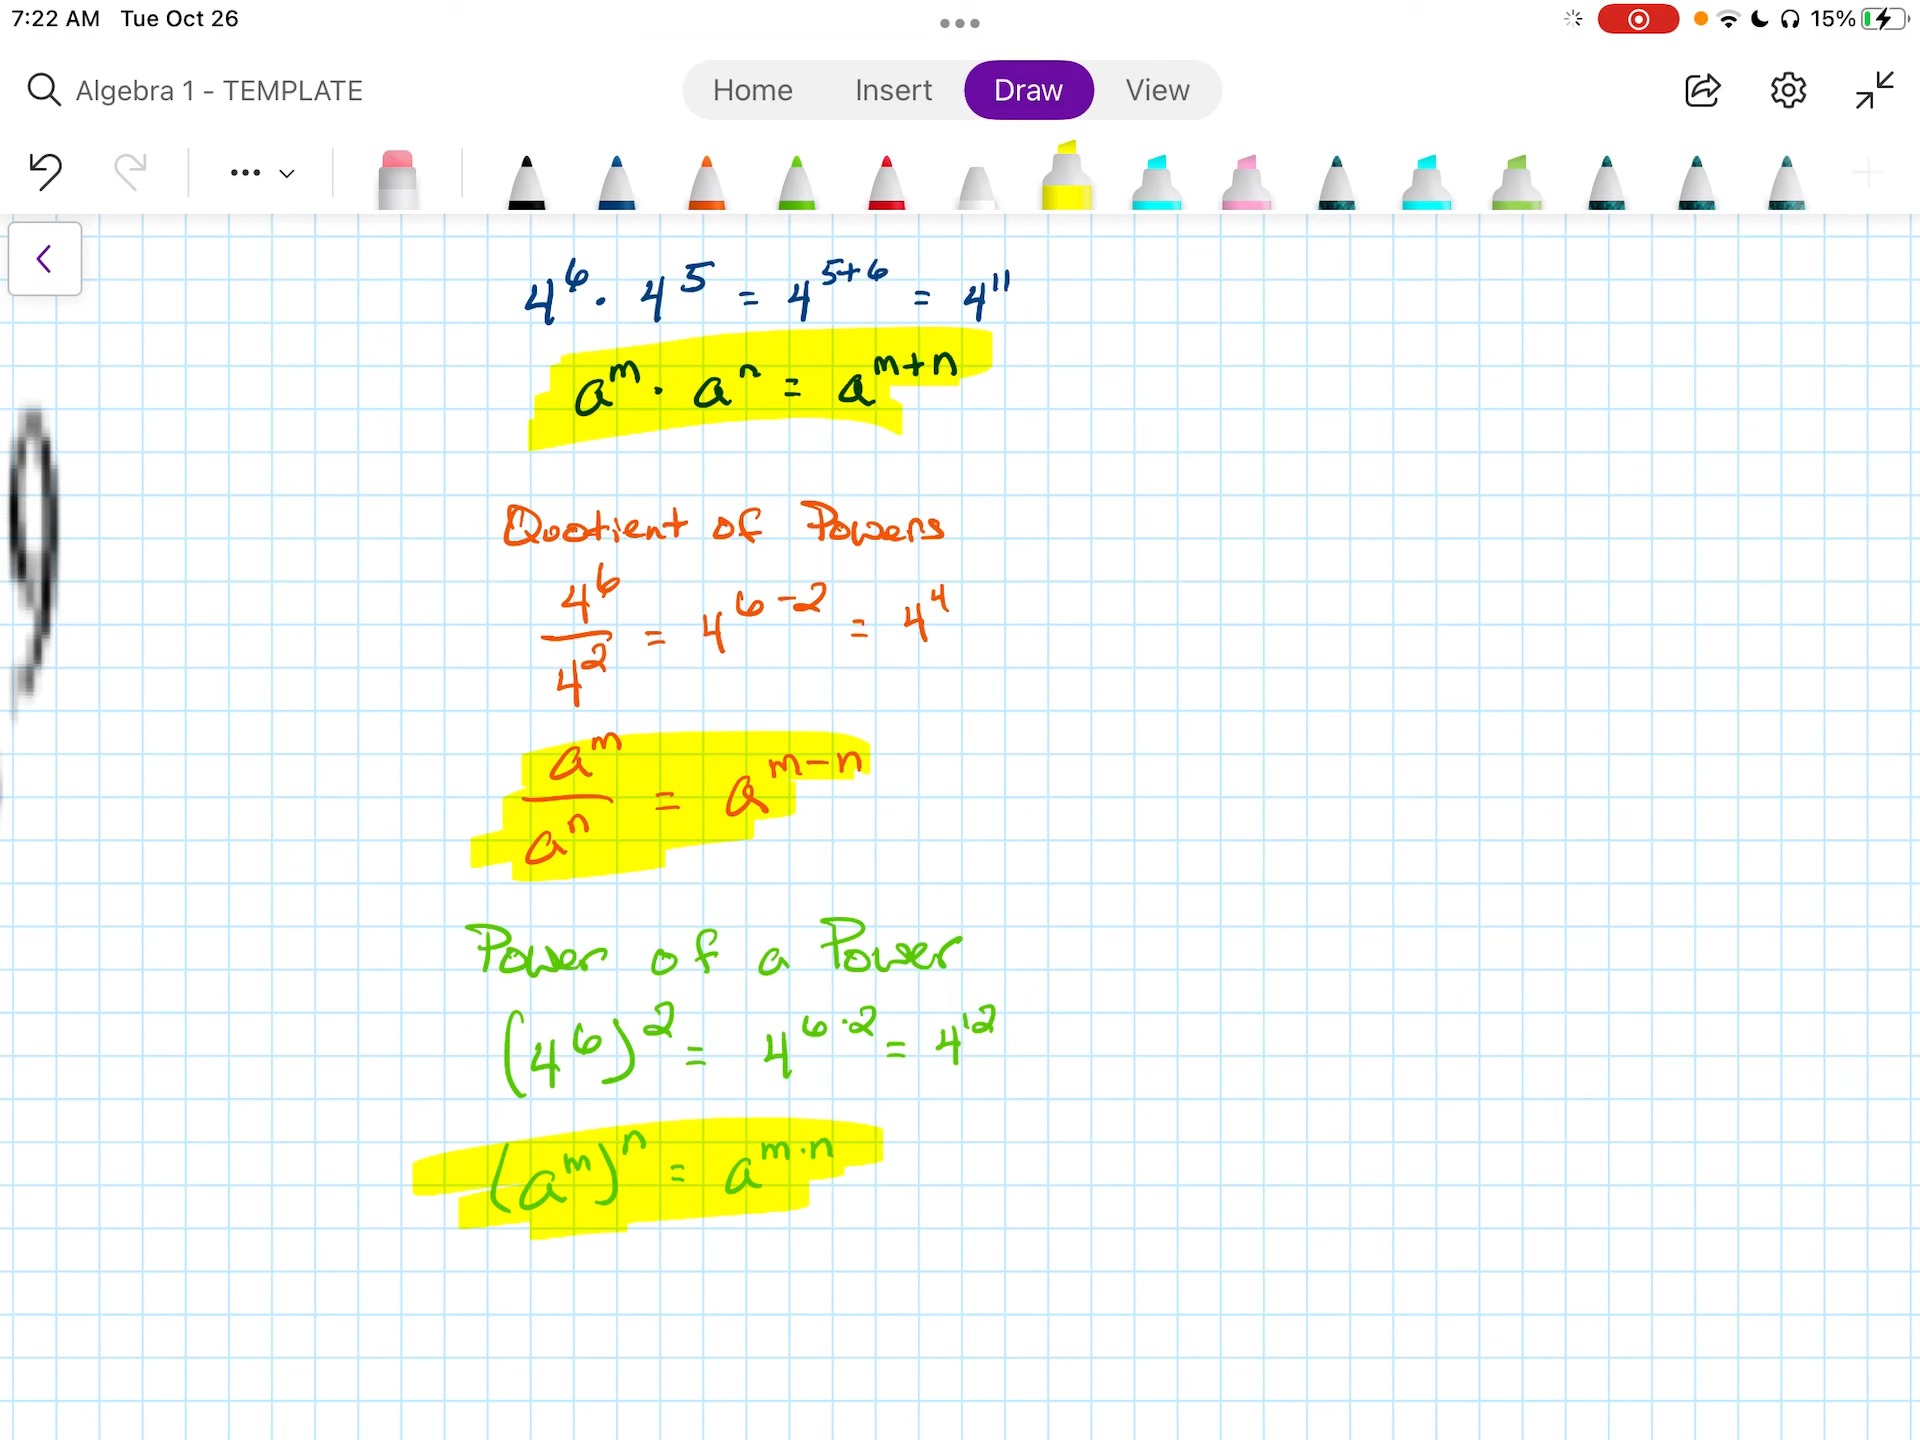 7:22 AM Tue Oct 26
15%
Algebra 1 - TEMPLATE
Home Insert Draw View
4⁶ · 4⁵ = 4⁵⁺⁶ = 4¹¹
aᵐ · aⁿ = aᵐ⁺ⁿ
Quotient of Powers
4⁶/4² = 4⁶⁻² = 4⁴
aᵐ/aⁿ = aᵐ⁻ⁿ
Power of a Power
(4⁶)² = 4^(6·2) = 4¹²
(aᵐ)ⁿ = a^(m·n)